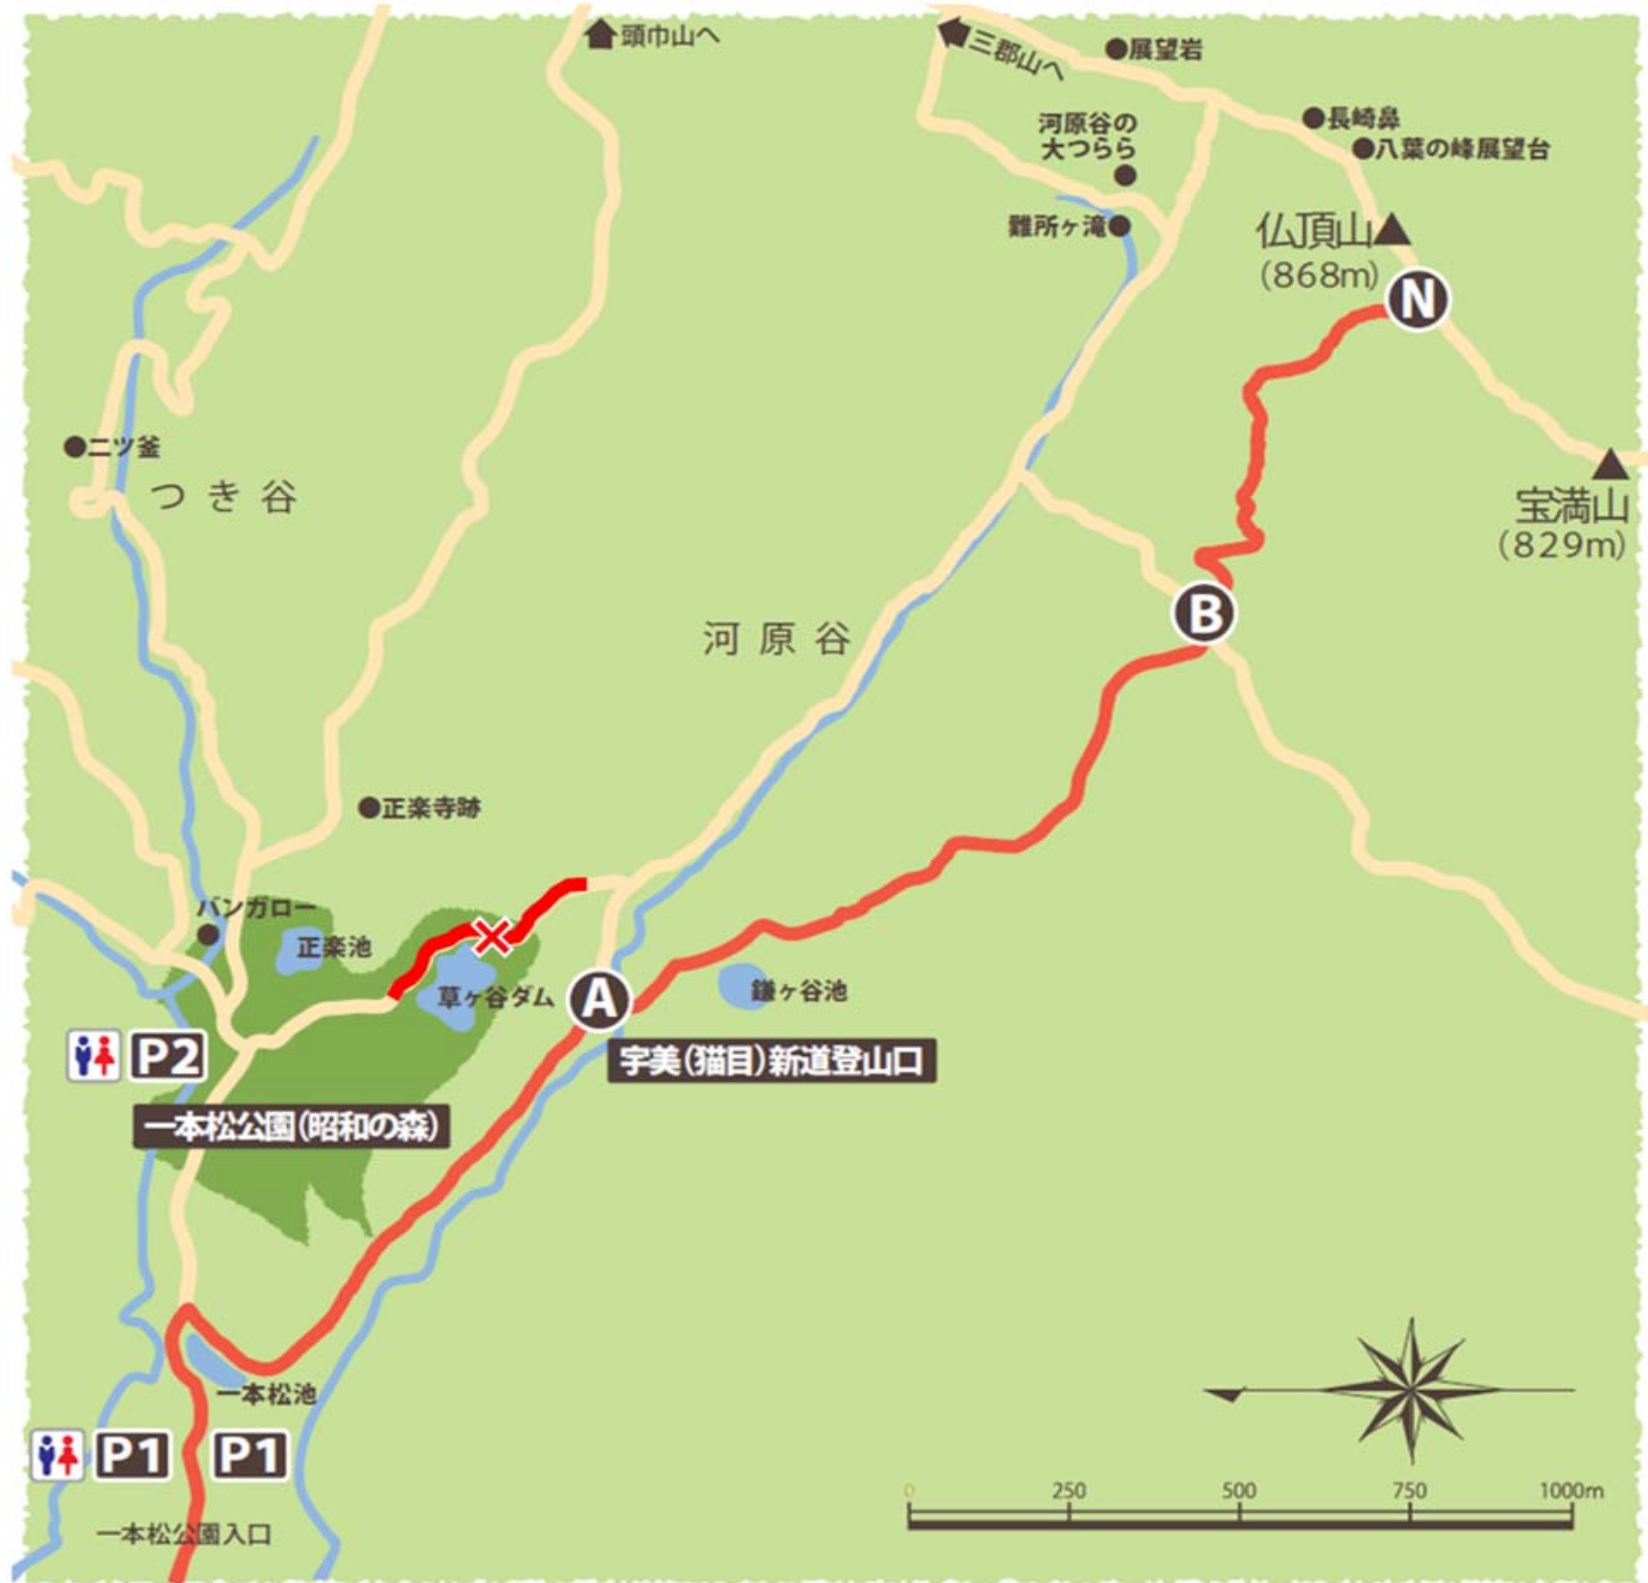 頭巾山へ
三郡山へ
●展望岩
●長崎鼻
●八葉の峰展望台
河原谷の
大つらら
難所ヶ滝●
仏頂山▲
(868m)
N
●二ツ釜
つき谷
宝満山
(829m)
B
河原谷
●正楽寺跡
バンガロー
正楽池
草ヶ谷ダム
A
鎌ヶ谷池
宇美(猫目)新道登山口
P2
一本松公園(昭和の森)
一本松池
P1
P1
一本松公園入口
0 250 500 750 1000m